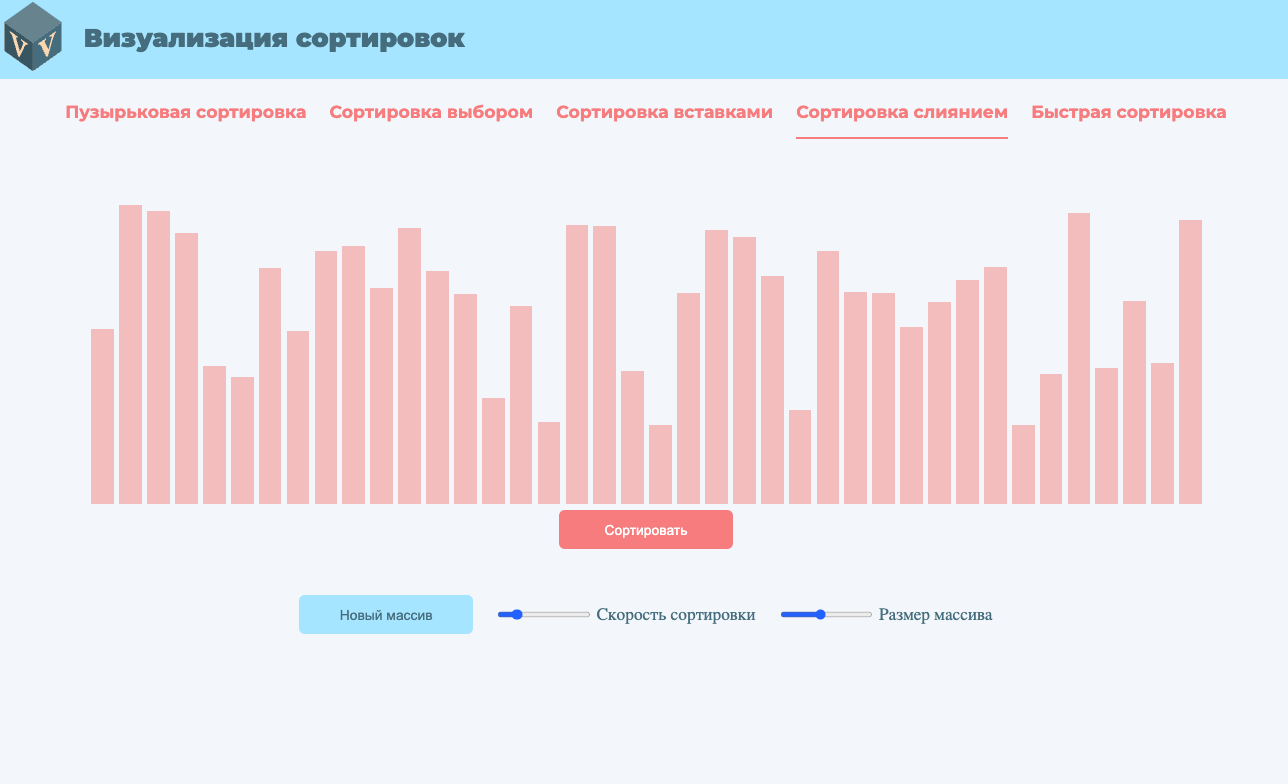 VV
Визуализация сортировок
Пузырьковая сортировка
Сортировка выбором
Сортировка вставками
Сортировка слиянием
Быстрая сортировка
Сортировать
Новый массив
Скорость сортировки
Размер массива